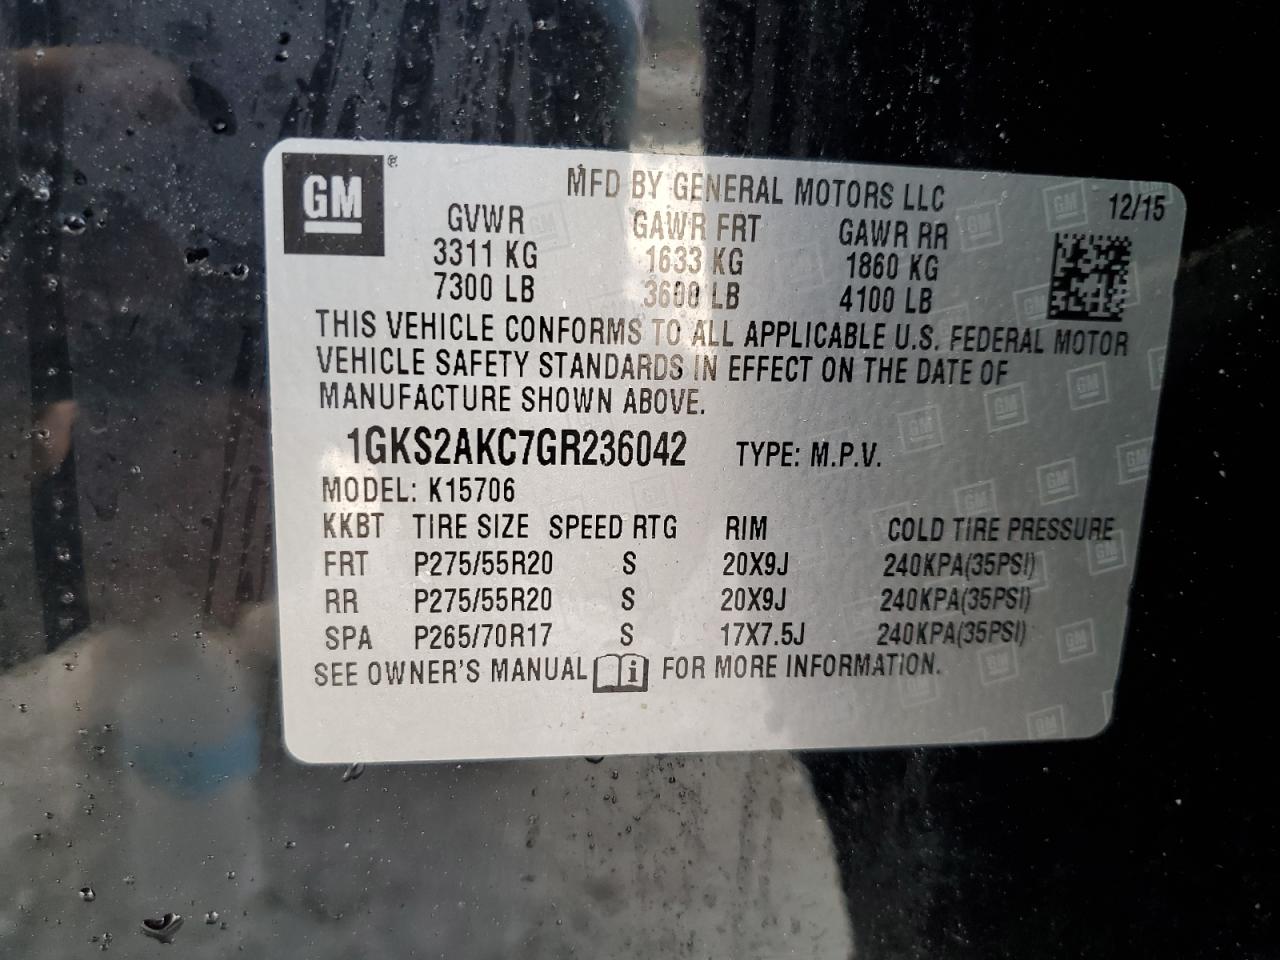 GM®
MFD BY GENERAL MOTORS LLC
12/15
GVWR GAWR FRT GAWR RR
3311 KG 1633 KG 1860 KG
7300 LB 3600 LB 4100 LB
THIS VEHICLE CONFORMS TO ALL APPLICABLE U.S. FEDERAL MOTOR
VEHICLE SAFETY STANDARDS IN EFFECT ON THE DATE OF
MANUFACTURE SHOWN ABOVE.
1GKS2AKC7GR236042 TYPE: M.P.V.
MODEL: K15706
KKBT TIRE SIZE SPEED RTG RIM COLD TIRE PRESSURE
FRT P275/55R20 S 20X9J 240KPA(35PSI)
RR P275/55R20 S 20X9J 240KPA(35PSI)
SPA P265/70R17 S 17X7.5J 240KPA(35PSI)
SEE OWNER'S MANUAL i FOR MORE INFORMATION.